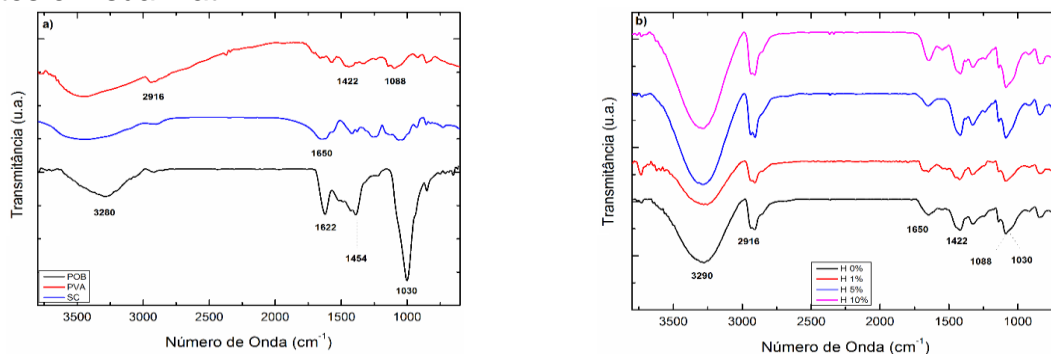 a)
2916
1422
1088
1650
3280
1622
1454
1030
POB
PVA
SC
3500 3000 2500 2000 1500 1000
Número de Onda (cm-1)
Transmitância (u.a.)
b)
3290
2916
1650
1422
1088
1030
H 0%
H 1%
H 5%
H 10%
3500 3000 2500 2000 1500 1000
Número de Onda (cm-1)
Transmitância (u.a.)